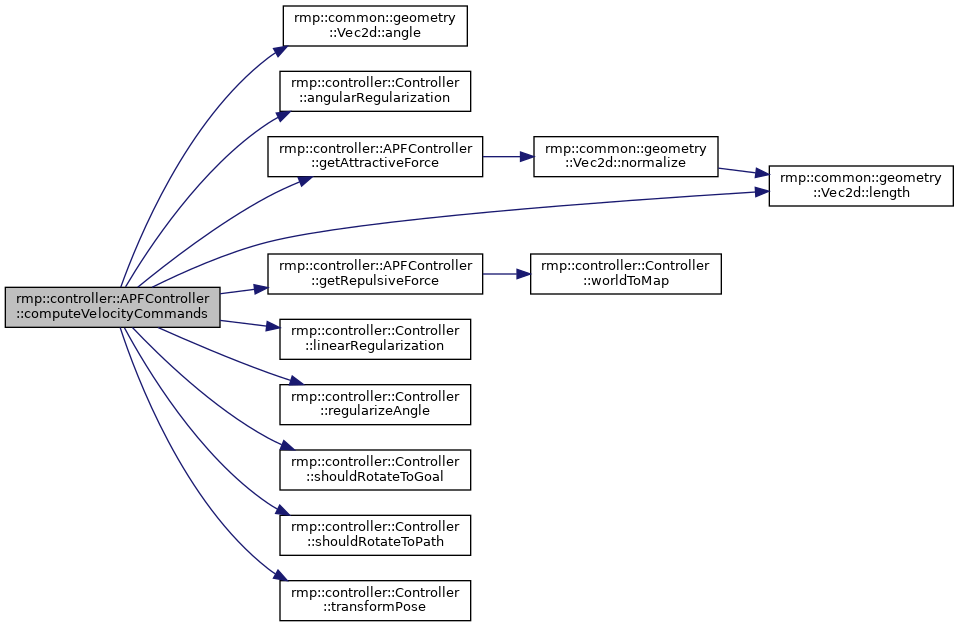 rmp::common::geometry
::Vec2d::angle
rmp::controller::Controller
::angularRegularization
rmp::controller::APFController
::getAttractiveForce
rmp::common::geometry
::Vec2d::normalize
rmp::common::geometry
::Vec2d::length
rmp::controller::APFController
::getRepulsiveForce
rmp::controller::Controller
::worldToMap
rmp::controller::APFController
::computeVelocityCommands
rmp::controller::Controller
::linearRegularization
rmp::controller::Controller
::regularizeAngle
rmp::controller::Controller
::shouldRotateToGoal
rmp::controller::Controller
::shouldRotateToPath
rmp::controller::Controller
::transformPose